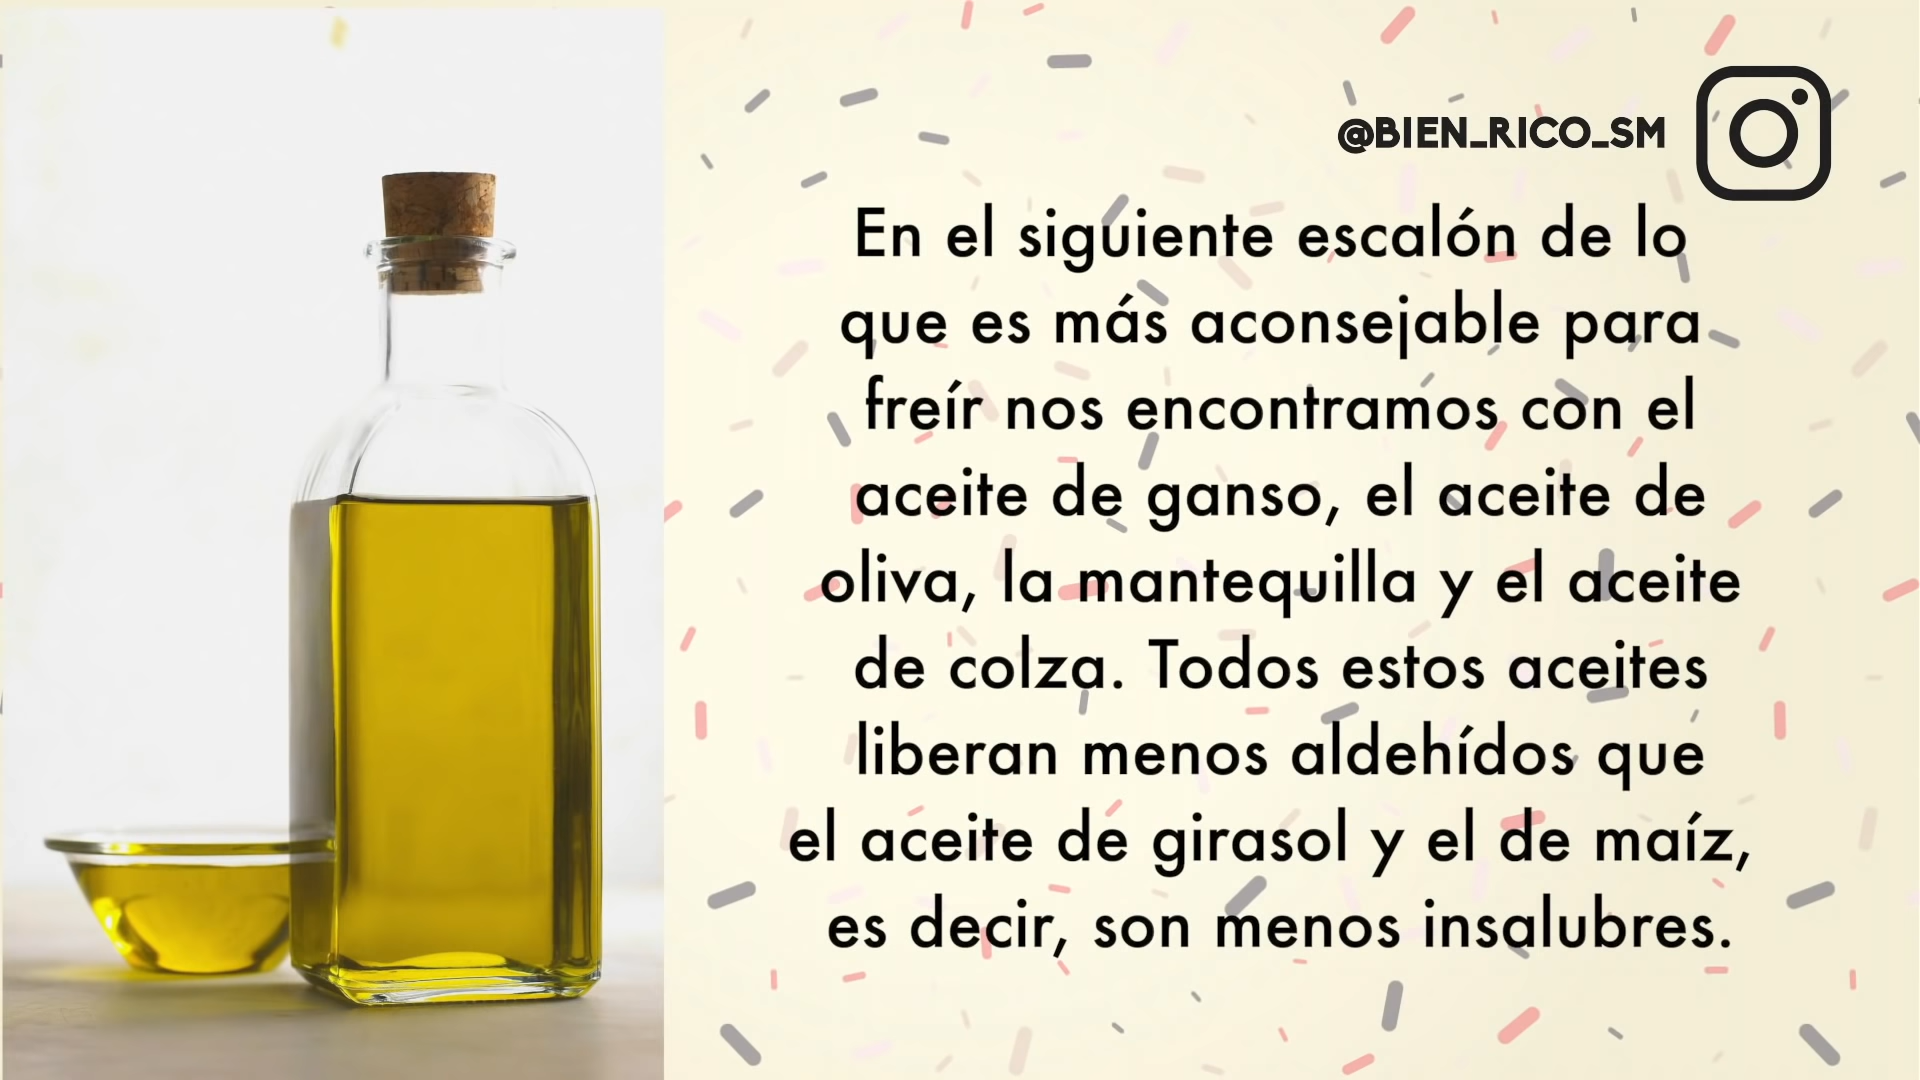 @BIEN_RICO_SM
En el siguiente escalón de lo
que es más aconsejable para
freír nos encontramos con el
aceite de ganso, el aceite de
oliva, la mantequilla y el aceite
de colza. Todos estos aceites
liberan menos aldehídos que
el aceite de girasol y el de maíz,
es decir, son menos insalubres.